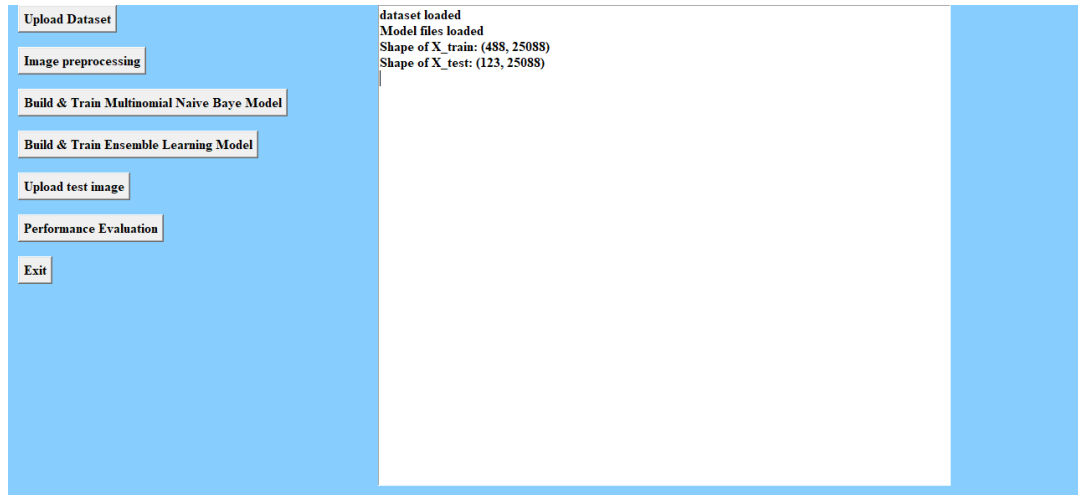 Upload Dataset
Image preprocessing
Build & Train Multinomial Naive Baye Model
Build & Train Ensemble Learning Model
Upload test image
Performance Evaluation
Exit
dataset loaded
Model files loaded
Shape of X_train: (488, 25088)
Shape of X_test: (123, 25088)